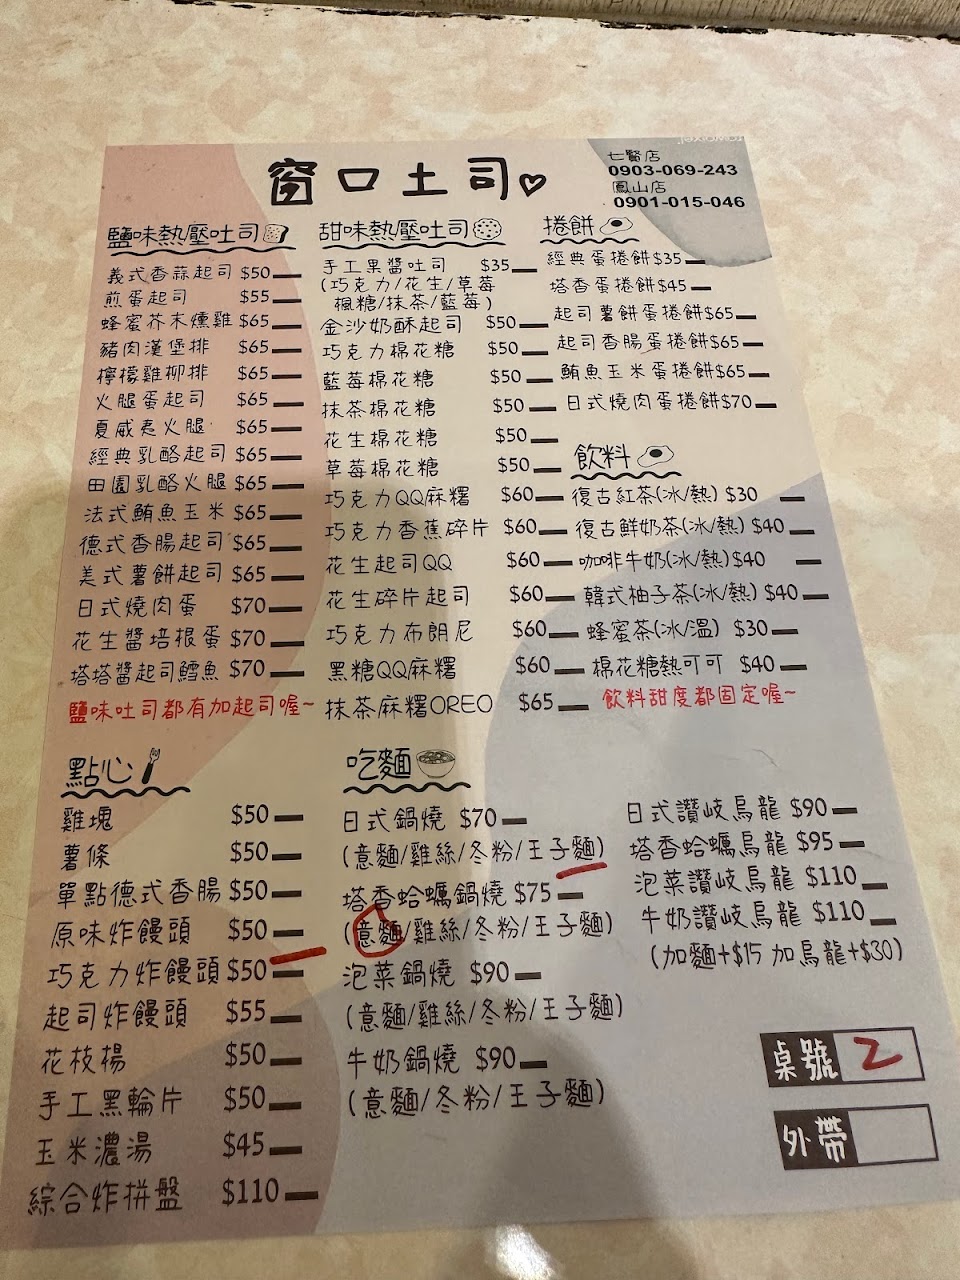 窗口土司
七賢店
0903-069-243
鳳山店
0901-015-046
鹽味熱壓吐司
義式香蒜起司 $50
煎蛋起司 $55
蜂蜜芥末燻雞 $65
豬肉漢堡排 $65
檸檬雞柳排 $65
火腿蛋起司 $65
夏威夷火腿 $65
經典乳酪起司 $65
田園乳酪火腿 $65
法式鮪魚玉米 $65
德式香腸起司 $65
美式薯餅起司 $65
日式燒肉蛋 $70
花生醬培根蛋 $70
塔塔醬起司鱈魚 $70
鹽味吐司都有加起司喔~
甜味熱壓吐司
手工果醬吐司 $35
(巧克力/花生/草莓
楓糖/抹茶/藍莓)
金沙奶酥起司 $50
巧克力棉花糖 $50
藍莓棉花糖 $50
抹茶棉花糖 $50
花生棉花糖 $50
草莓棉花糖 $50
巧克力QQ麻糬 $60
巧克力香蕉碎片 $60
花生起司QQ $60
花生碎片起司 $60
巧克力布朗尼 $60
黑糖QQ麻糬 $60
抹茶麻糬OREO $65
捲餅
經典蛋捲餅$35
塔香蛋捲餅$45
起司薯餅蛋捲餅$65
起司香腸蛋捲餅$65
鮪魚玉米蛋捲餅$65
日式燒肉蛋捲餅$70
飲料
復古紅茶(冰/熱) $30
復古鮮奶茶(冰/熱) $40
咖啡牛奶(冰/熱)$40
韓式柚子茶(冰/熱) $40
蜂蜜茶(冰/溫) $30
棉花糖熱可可 $40
飲料甜度都固定喔~
點心
雞塊 $50
薯條 $50
單點德式香腸 $50
原味炸饅頭 $50
巧克力炸饅頭 $50
起司炸饅頭 $55
花枝楊 $50
手工黑輪片 $50
玉米濃湯 $45
綜合炸拼盤 $110
吃麵
日式鍋燒 $70
(意麵/雞絲/冬粉/王子麵)
塔香蛤蠣鍋燒 $75
(意麵/雞絲/冬粉/王子麵)
泡菜鍋燒 $90
(意麵/雞絲/冬粉/王子麵)
牛奶鍋燒 $90
(意麵/冬粉/王子麵)
日式讚岐烏龍 $90
塔香蛤蠣烏龍 $95
泡菜讚岐烏龍 $110
牛奶讚岐烏龍 $110
(加麵+$15 加烏龍+$30)
桌號 2
外帶